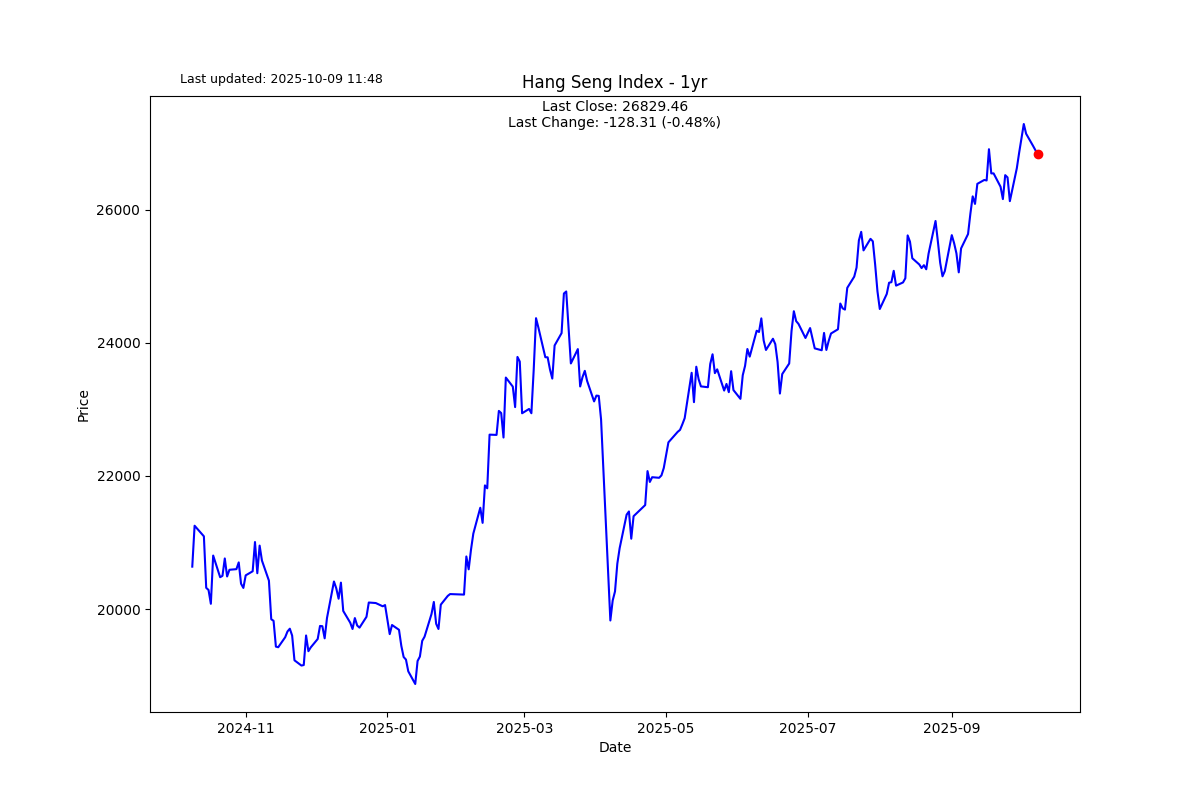 Last updated: 2025-10-09 11:48
Hang Seng Index - 1yr
Last Close: 26829.46
Last Change: -128.31 (-0.48%)
Price
26000
24000
22000
20000
2024-11
2025-01
2025-03
2025-05
2025-07
2025-09
Date